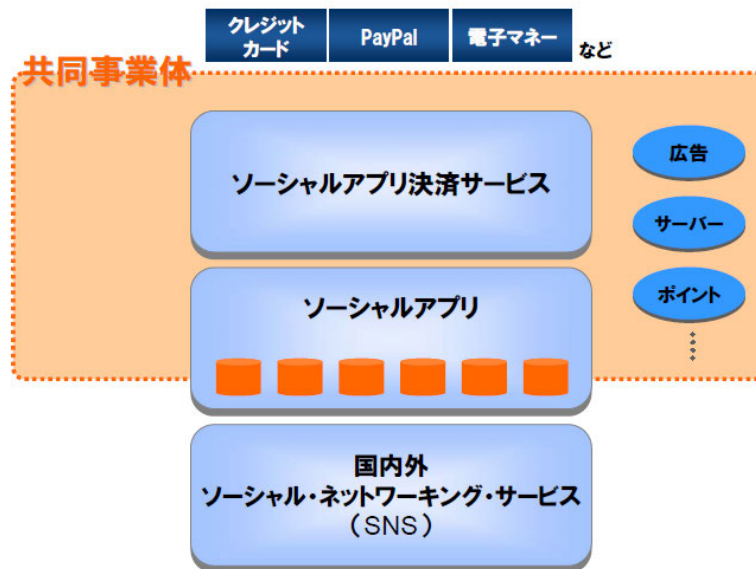 クレジット
カード
PayPal
電子マネー
など
共同事業体
ソーシャルアプリ決済サービス
広告
サーバー
ポイント
ソーシャルアプリ
国内外
ソーシャル・ネットワーキング・サービス
（SNS）